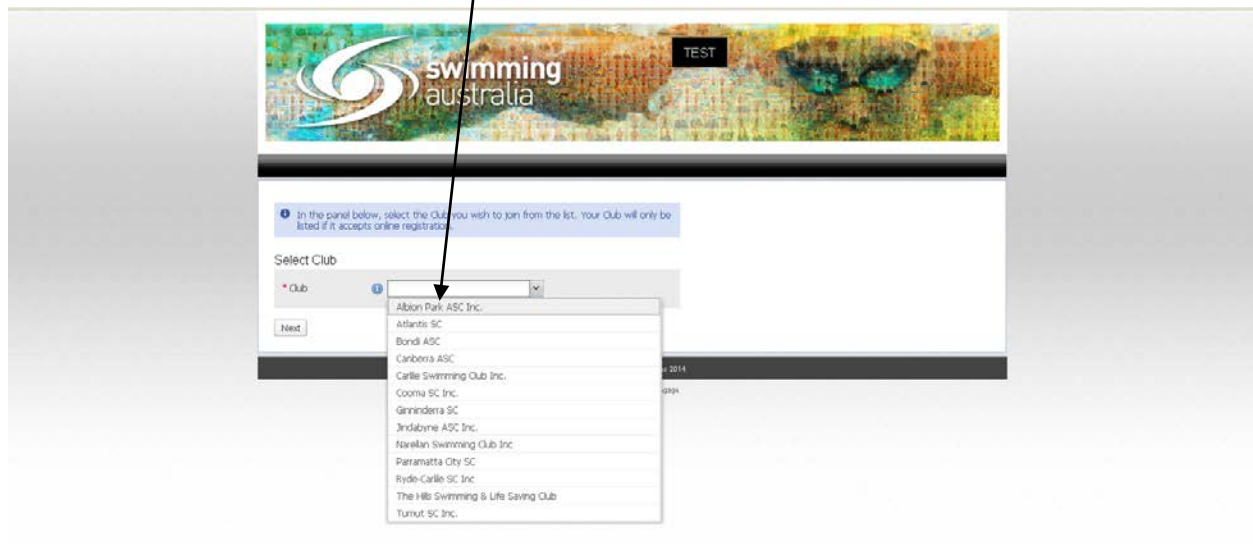 swimming
australia
TEST
In the panel below, select the Club you wish to join from the list. Your Club will only be
listed if it accepts online registration.
Select Club
* Club
Albion Park ASC Inc.
Atlantis SC
Bondi ASC
Canberra ASC
Carlile Swimming Club Inc.
Cooma SC Inc.
Ginninderra SC
Jindabyne ASC Inc.
Narellan Swimming Club Inc
Parramatta City SC
Ryde-Carlile SC Inc
The Hills Swimming & Life Saving Club
Tumut SC Inc.
Next
2014